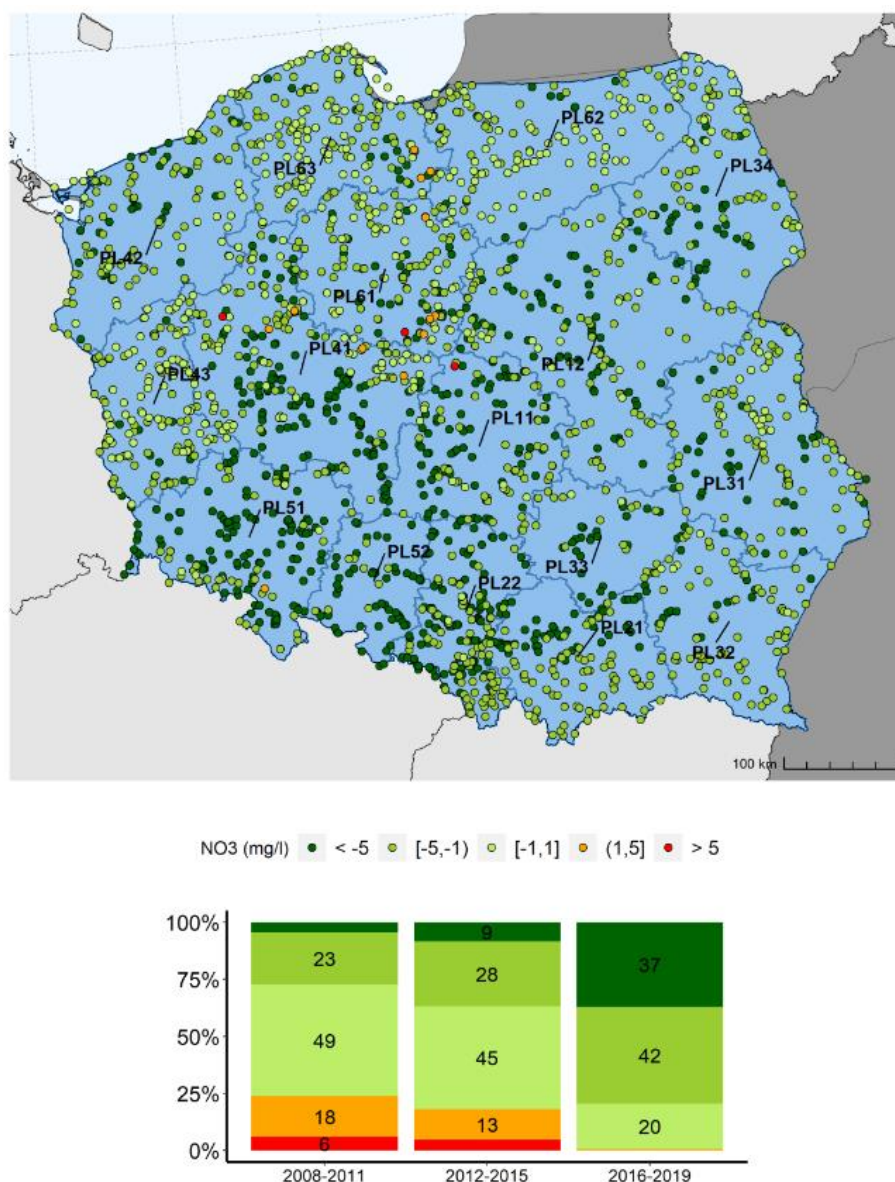 PL62
PL63
PL34
PL42
PL61
PL41
PL12
PL43
PL11
PL31
PL51
PL52
PL33
PL22
PL21
PL32
100 km
NO3 (mg/l) < -5 [-5,-1) [-1,1] (1,5] > 5
100%
75%
50%
25%
0%
23
49
18
6
9
28
45
13
37
42
20
2008-2011 2012-2015 2016-2019